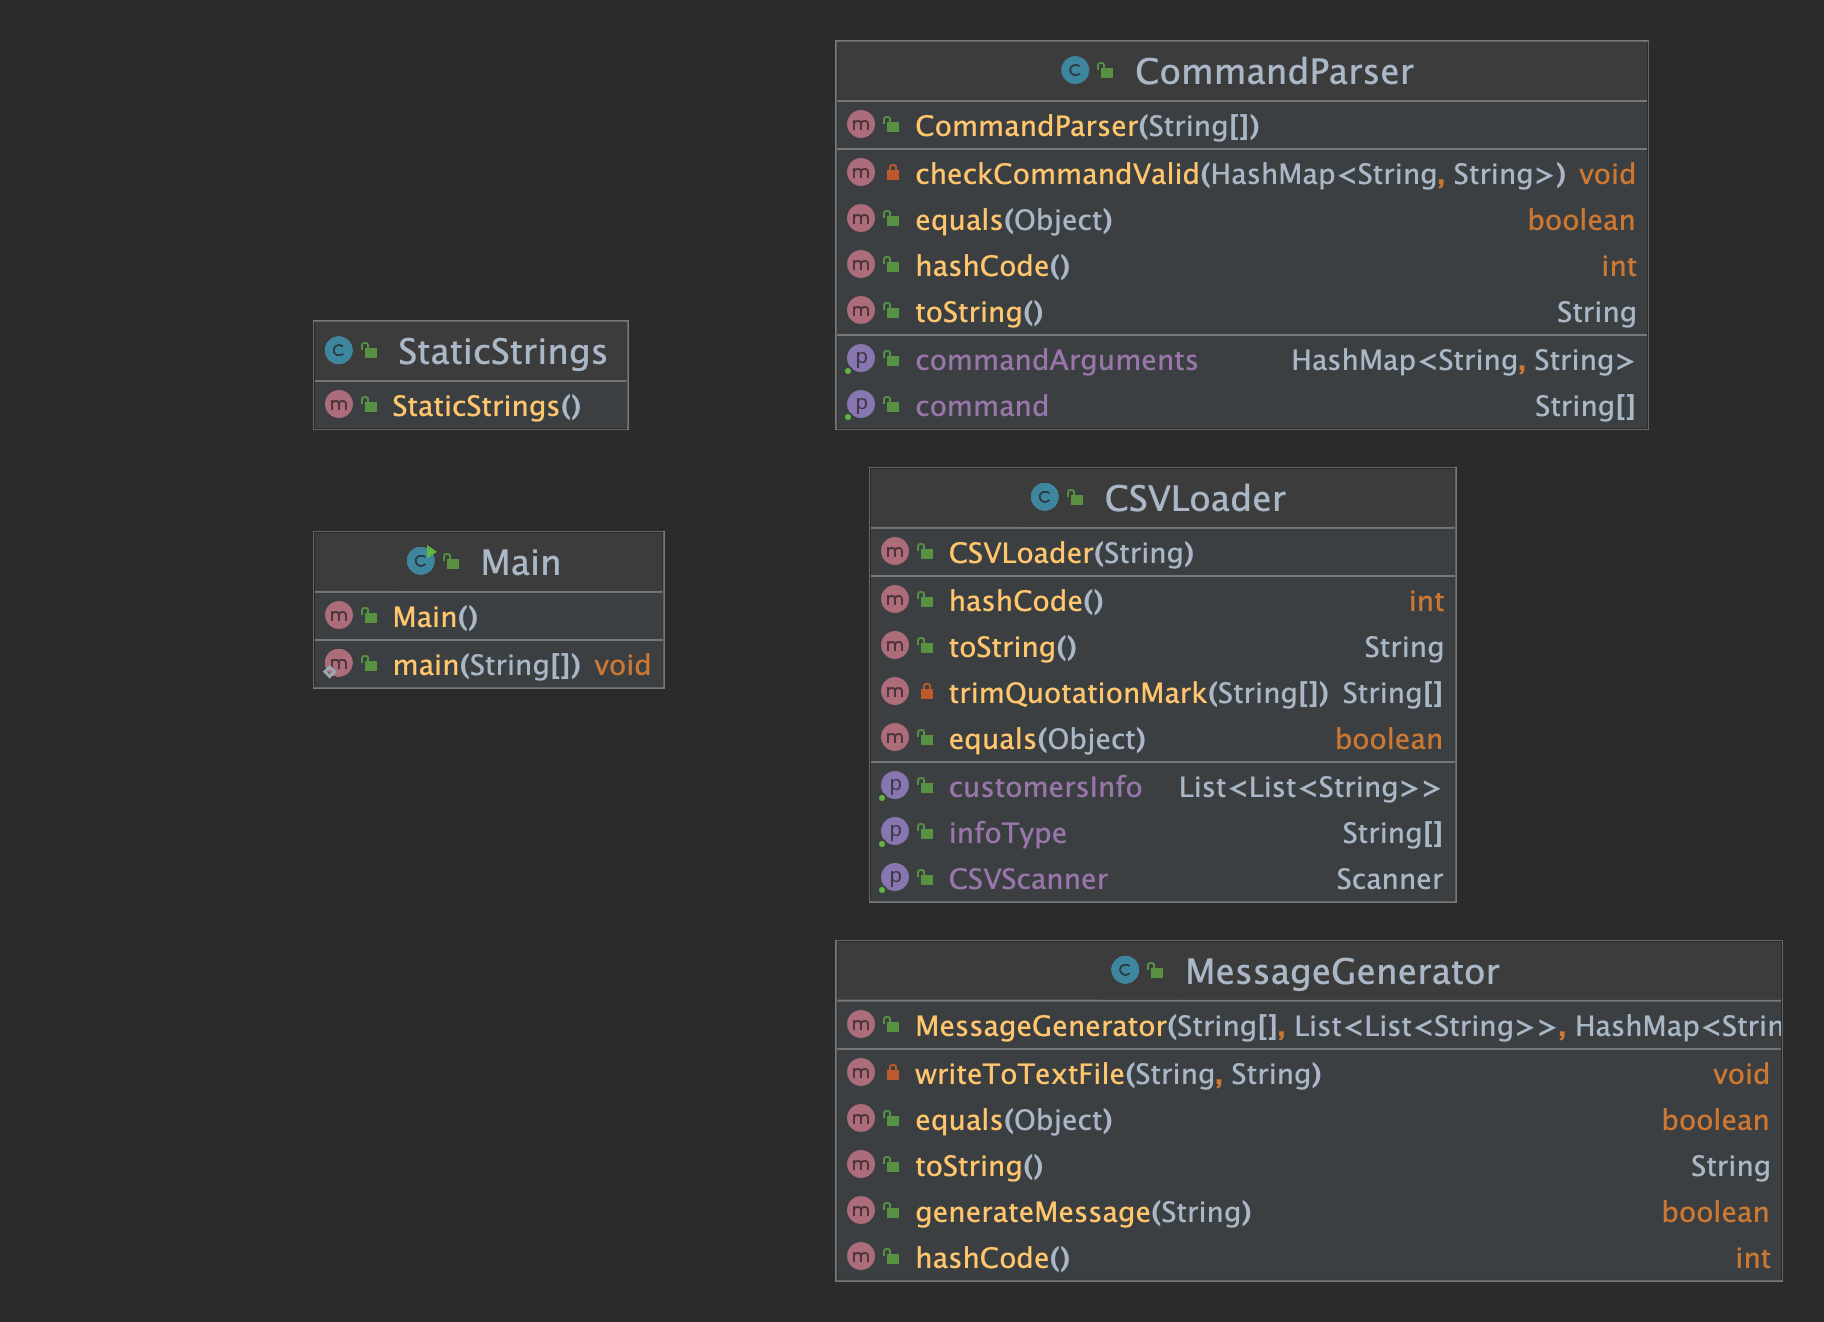 CommandParser
CommandParser(String[])
checkCommandValid(HashMap<String, String>) void
equals(Object) boolean
hashCode() int
toString() String
commandArguments HashMap<String, String>
command String[]
StaticStrings
StaticStrings()
Main
Main()
main(String[]) void
CSVLoader
CSVLoader(String)
hashCode() int
toString() String
trimQuotationMark(String[]) String[]
equals(Object) boolean
customersInfo List<List<String>>
infoType String[]
CSVScanner Scanner
MessageGenerator
MessageGenerator(String[], List<List<String>>, HashMap<Strin
writeToTextFile(String, String) void
equals(Object) boolean
toString() String
generateMessage(String) boolean
hashCode() int